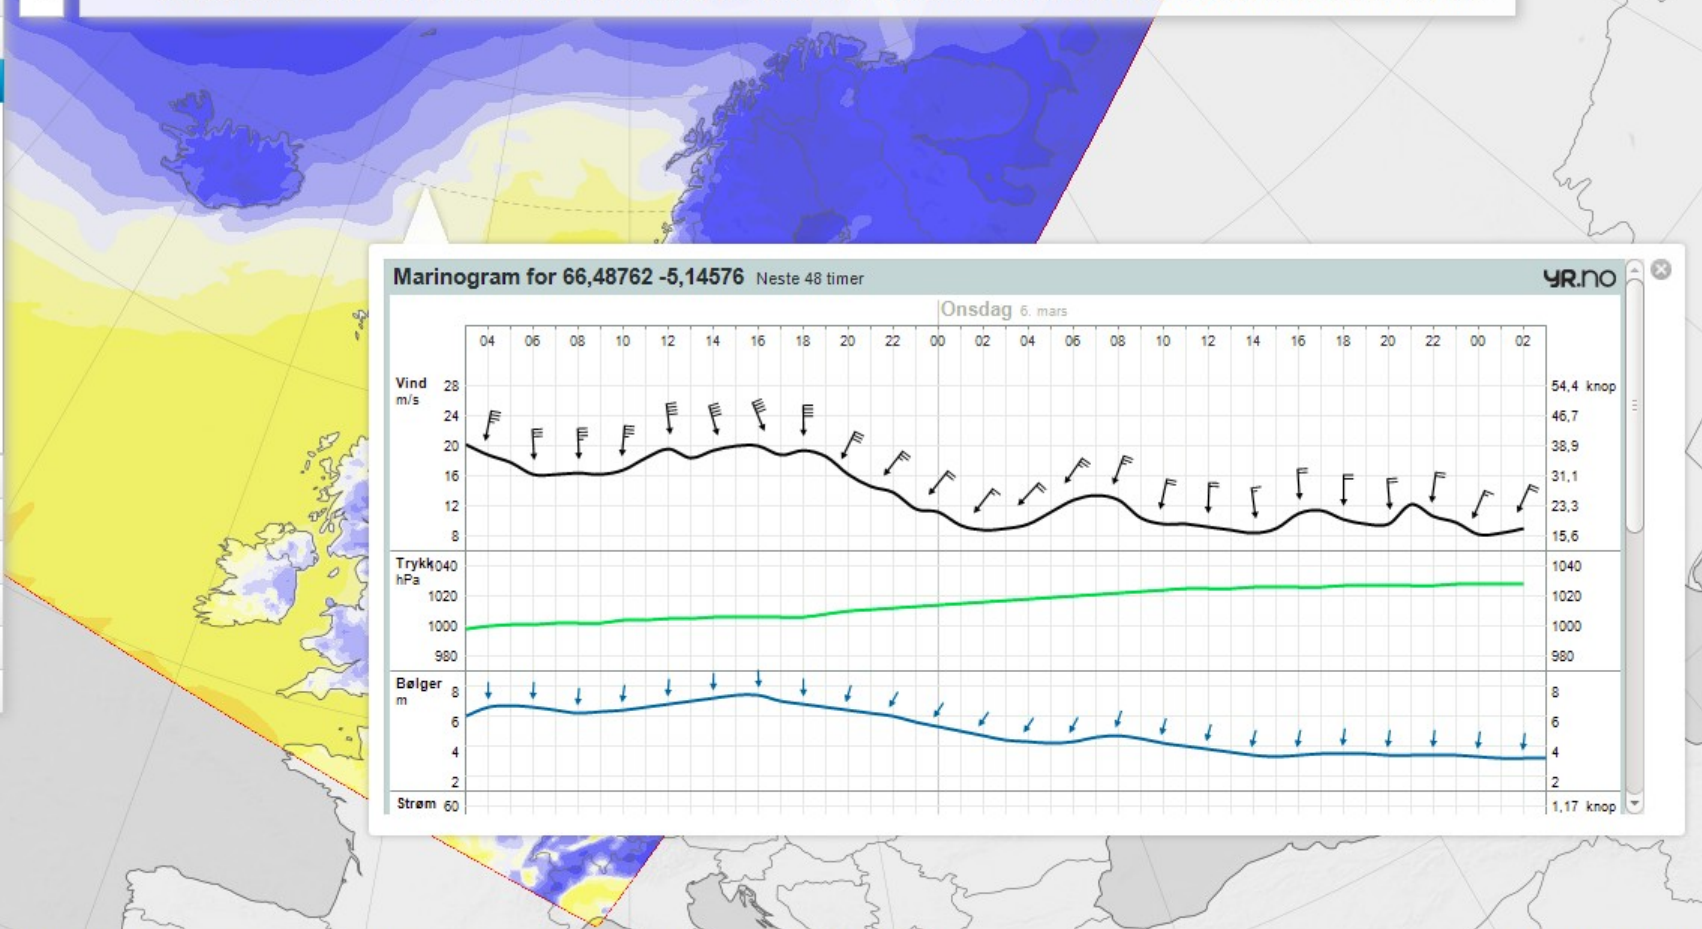 Marinogram for 66,48762 -5,14576 Neste 48 timer
YR.NO
Onsdag 6. mars
04 06 08 10 12 14 16 18 20 22 00 02 04 06 08 10 12 14 16 18 20 22 00 02
Vind 28 54,4 knop
m/s
24 46,7
20 38,9
16 31,1
12 23,3
8 15,6
Trykk 1040 1040
hPa
1020 1020
1000 1000
980 980
Bølger 8 8
m
6 6
4 4
2 2
Strøm 60 1,17 knop